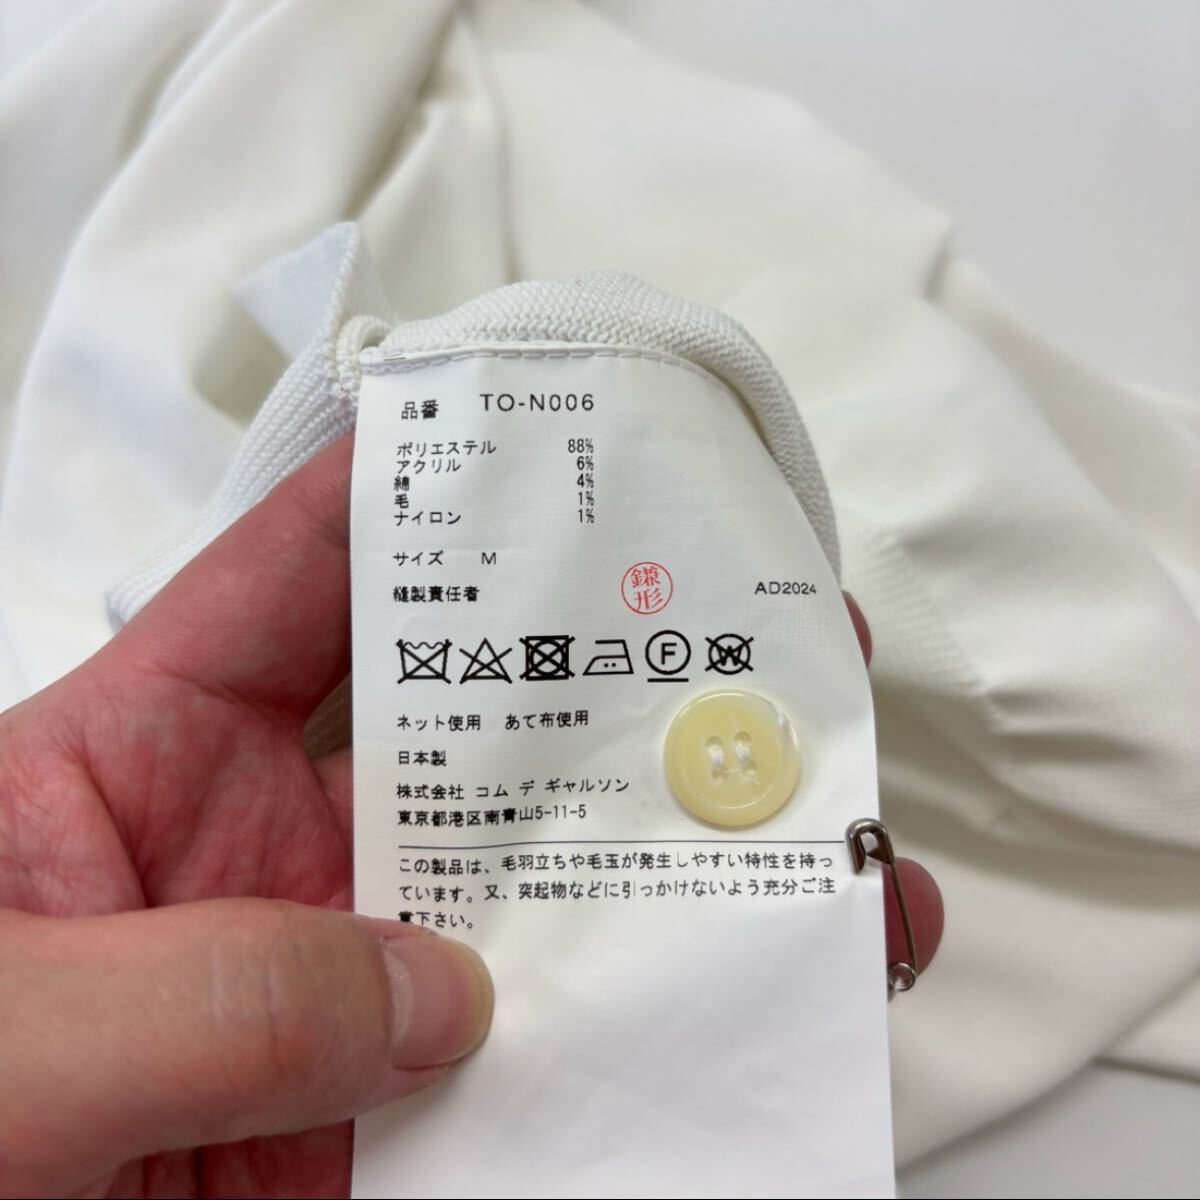 品番 TO-N006
ポリエステル 88%
アクリル 6%
綿 4%
毛 1%
ナイロン 1%
サイズ M
縫製責任者 鎌形 AD2024
F W
ネット使用 あて布使用
日本製
株式会社 コム デ ギャルソン
東京都港区南青山5-11-5
この製品は、毛羽立ちや毛玉が発生しやすい特性を持っ
ています。又、突起物などに引っかけないよう充分ご注
意下さい。